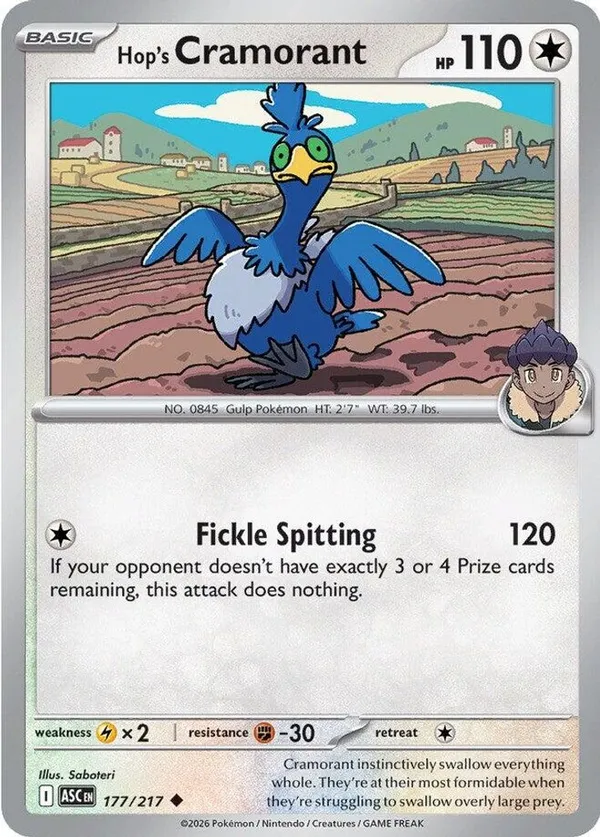 BASIC
Hop's Cramorant HP 110
NO. 0845 Gulp Pokémon HT: 2'7" WT: 39.7 lbs.
Fickle Spitting 120
If your opponent doesn't have exactly 3 or 4 Prize cards
remaining, this attack does nothing.
weakness ×2 resistance -30 retreat
Illus. Saboteri
Cramorant instinctively swallow everything
whole. They're at their most formidable when
they're struggling to swallow overly large prey.
I ASC EN 177/217
©2026 Pokémon / Nintendo / Creatures / GAME FREAK